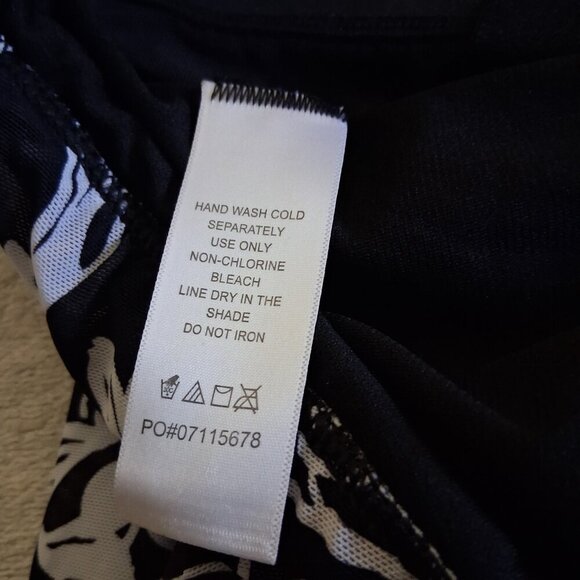 HAND WASH COLD
SEPARATELY
USE ONLY
NON-CHLORINE
BLEACH
LINE DRY IN THE
SHADE
DO NOT IRON
PO#07115678